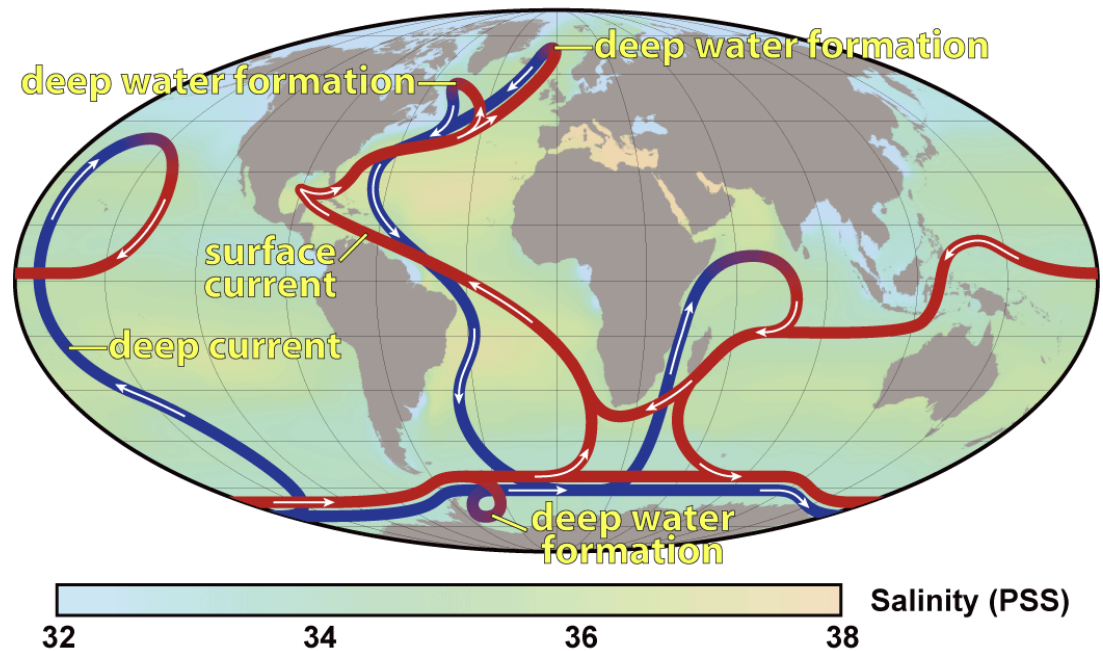 deep water formation
deep water formation
surface
current
deep current
deep water
formation
Salinity (PSS)
32
34
36
38